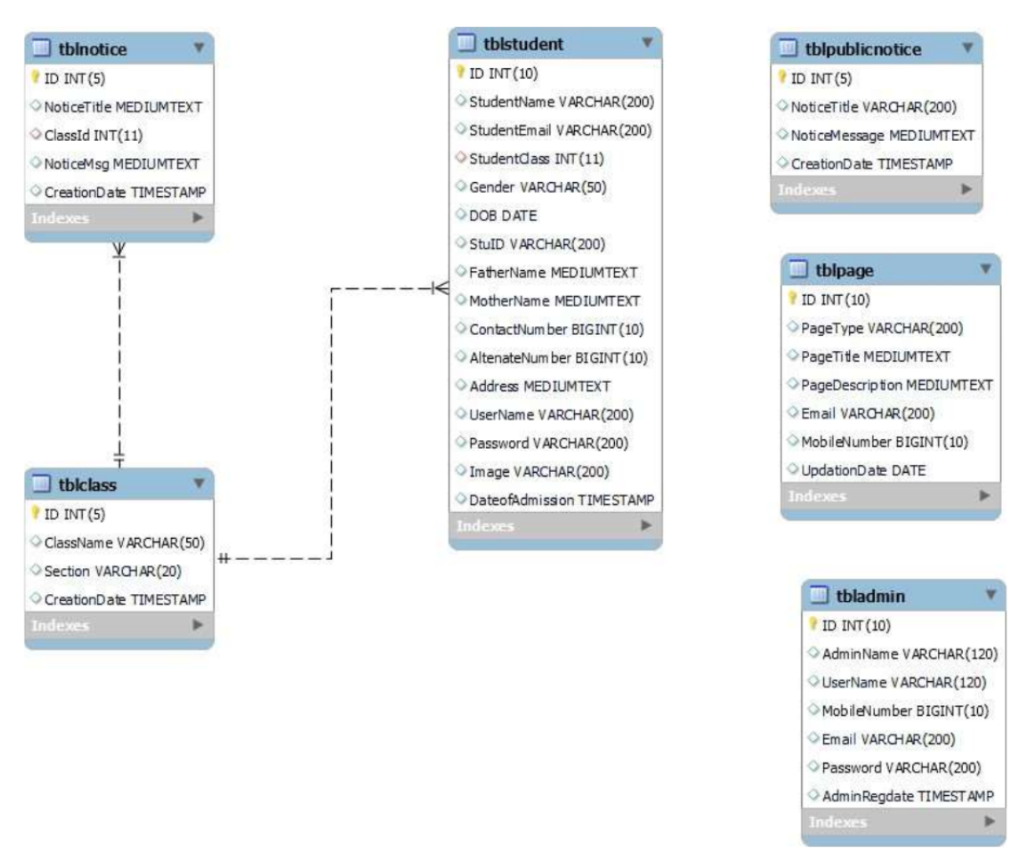 tblnotice
ID INT(5)
NoticeTitle MEDIUMTEXT
ClassId INT(11)
NoticeMsg MEDIUMTEXT
CreationDate TIMESTAMP
Indexes
tblclass
ID INT(5)
ClassName VARCHAR(50)
Section VARCHAR(20)
CreationDate TIMESTAMP
Indexes
tblstudent
ID INT(10)
StudentName VARCHAR(200)
StudentEmail VARCHAR(200)
StudentClass INT(11)
Gender VARCHAR(50)
DOB DATE
StuID VARCHAR(200)
FatherName MEDIUMTEXT
MotherName MEDIUMTEXT
ContactNumber BIGINT(10)
AltenateNumber BIGINT(10)
Address MEDIUMTEXT
UserName VARCHAR(200)
Password VARCHAR(200)
Image VARCHAR(200)
DateofAdmission TIMESTAMP
Indexes
tblpublicnotice
ID INT(5)
NoticeTitle VARCHAR(200)
NoticeMessage MEDIUMTEXT
CreationDate TIMESTAMP
Indexes
tblpage
ID INT(10)
PageType VARCHAR(200)
PageTitle MEDIUMTEXT
PageDescription MEDIUMTEXT
Email VARCHAR(200)
MobileNumber BIGINT(10)
UpdationDate DATE
Indexes
tbladmin
ID INT(10)
AdminName VARCHAR(120)
UserName VARCHAR(120)
MobileNumber BIGINT(10)
Email VARCHAR(200)
Password VARCHAR(200)
AdminRegdate TIMESTAMP
Indexes